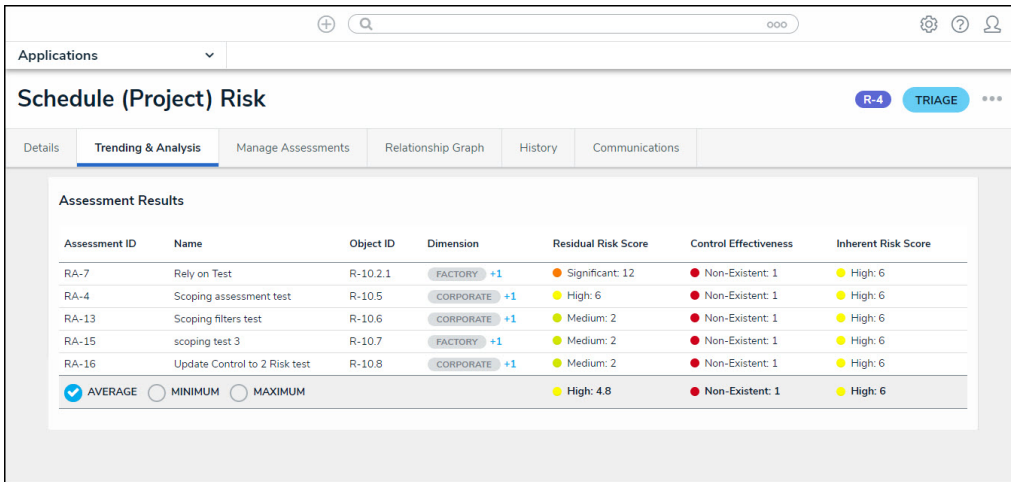 Applications
Schedule (Project) Risk R-4 TRIAGE
Details Trending & Analysis Manage Assessments Relationship Graph History Communications
Assessment Results
Assessment ID Name Object ID Dimension Residual Risk Score Control Effectiveness Inherent Risk Score
RA-7 Rely on Test R-10.2.1 FACTORY +1 Significant: 12 Non-Existent: 1 High: 6
RA-4 Scoping assessment test R-10.5 CORPORATE +1 High: 6 Non-Existent: 1 High: 6
RA-13 Scoping filters test R-10.6 CORPORATE +1 Medium: 2 Non-Existent: 1 High: 6
RA-15 scoping test 3 R-10.7 FACTORY +1 Medium: 2 Non-Existent: 1 High: 6
RA-16 Update Control to 2 Risk test R-10.8 CORPORATE +1 Medium: 2 Non-Existent: 1 High: 6
AVERAGE MINIMUM MAXIMUM High: 4.8 Non-Existent: 1 High: 6